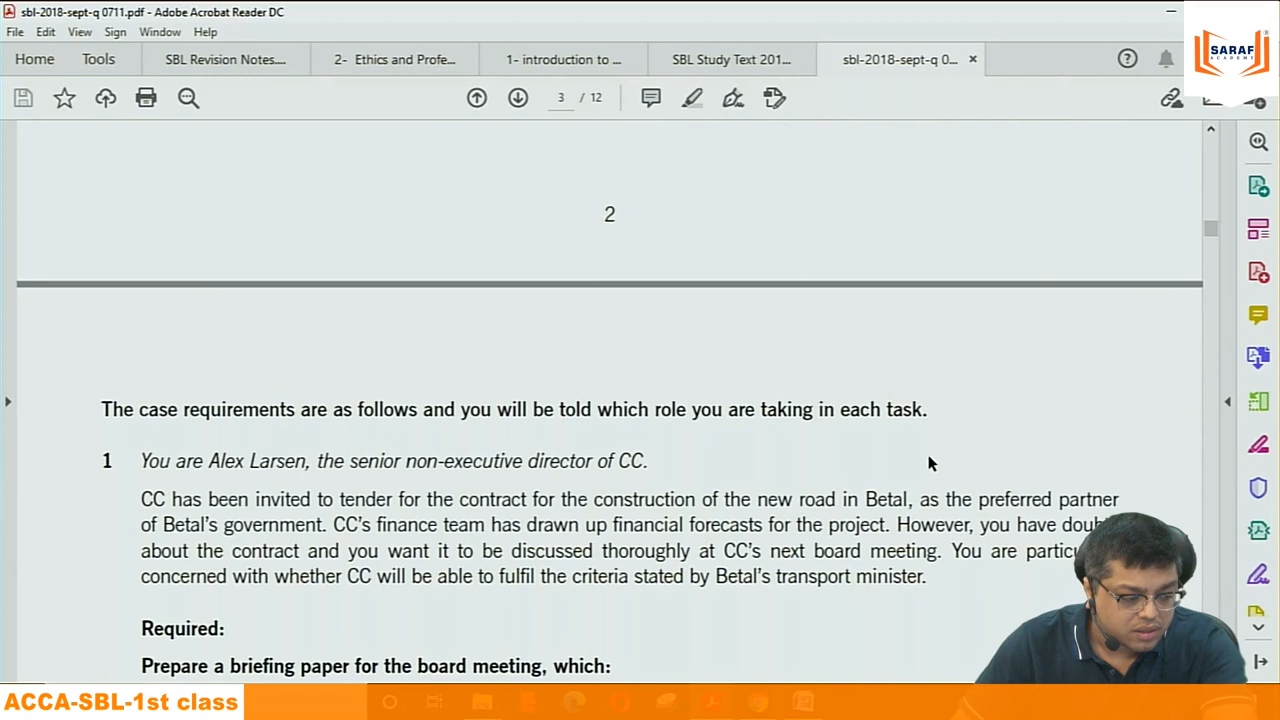 sbl-2018-sept-q 0711.pdf - Adobe Acrobat Reader DC
File Edit View Sign Window Help
Home Tools SBL Revision Notes.... 2- Ethics and Profe... 1- introduction to ... SBL Study Text 201... sbl-2018-sept-q 0... ×
3 / 12
SARAF
ACADEMY
2
The case requirements are as follows and you will be told which role you are taking in each task.
1 You are Alex Larsen, the senior non-executive director of CC.
CC has been invited to tender for the contract for the construction of the new road in Betal, as the preferred partner
of Betal's government. CC's finance team has drawn up financial forecasts for the project. However, you have
about the contract and you want it to be discussed thoroughly at CC's next board meeting. You are
concerned with whether CC will be able to fulfil the criteria stated by Betal's transport minister.
Required:
Prepare a briefing paper for the board meeting, which:
ACCA-SBL-1st class